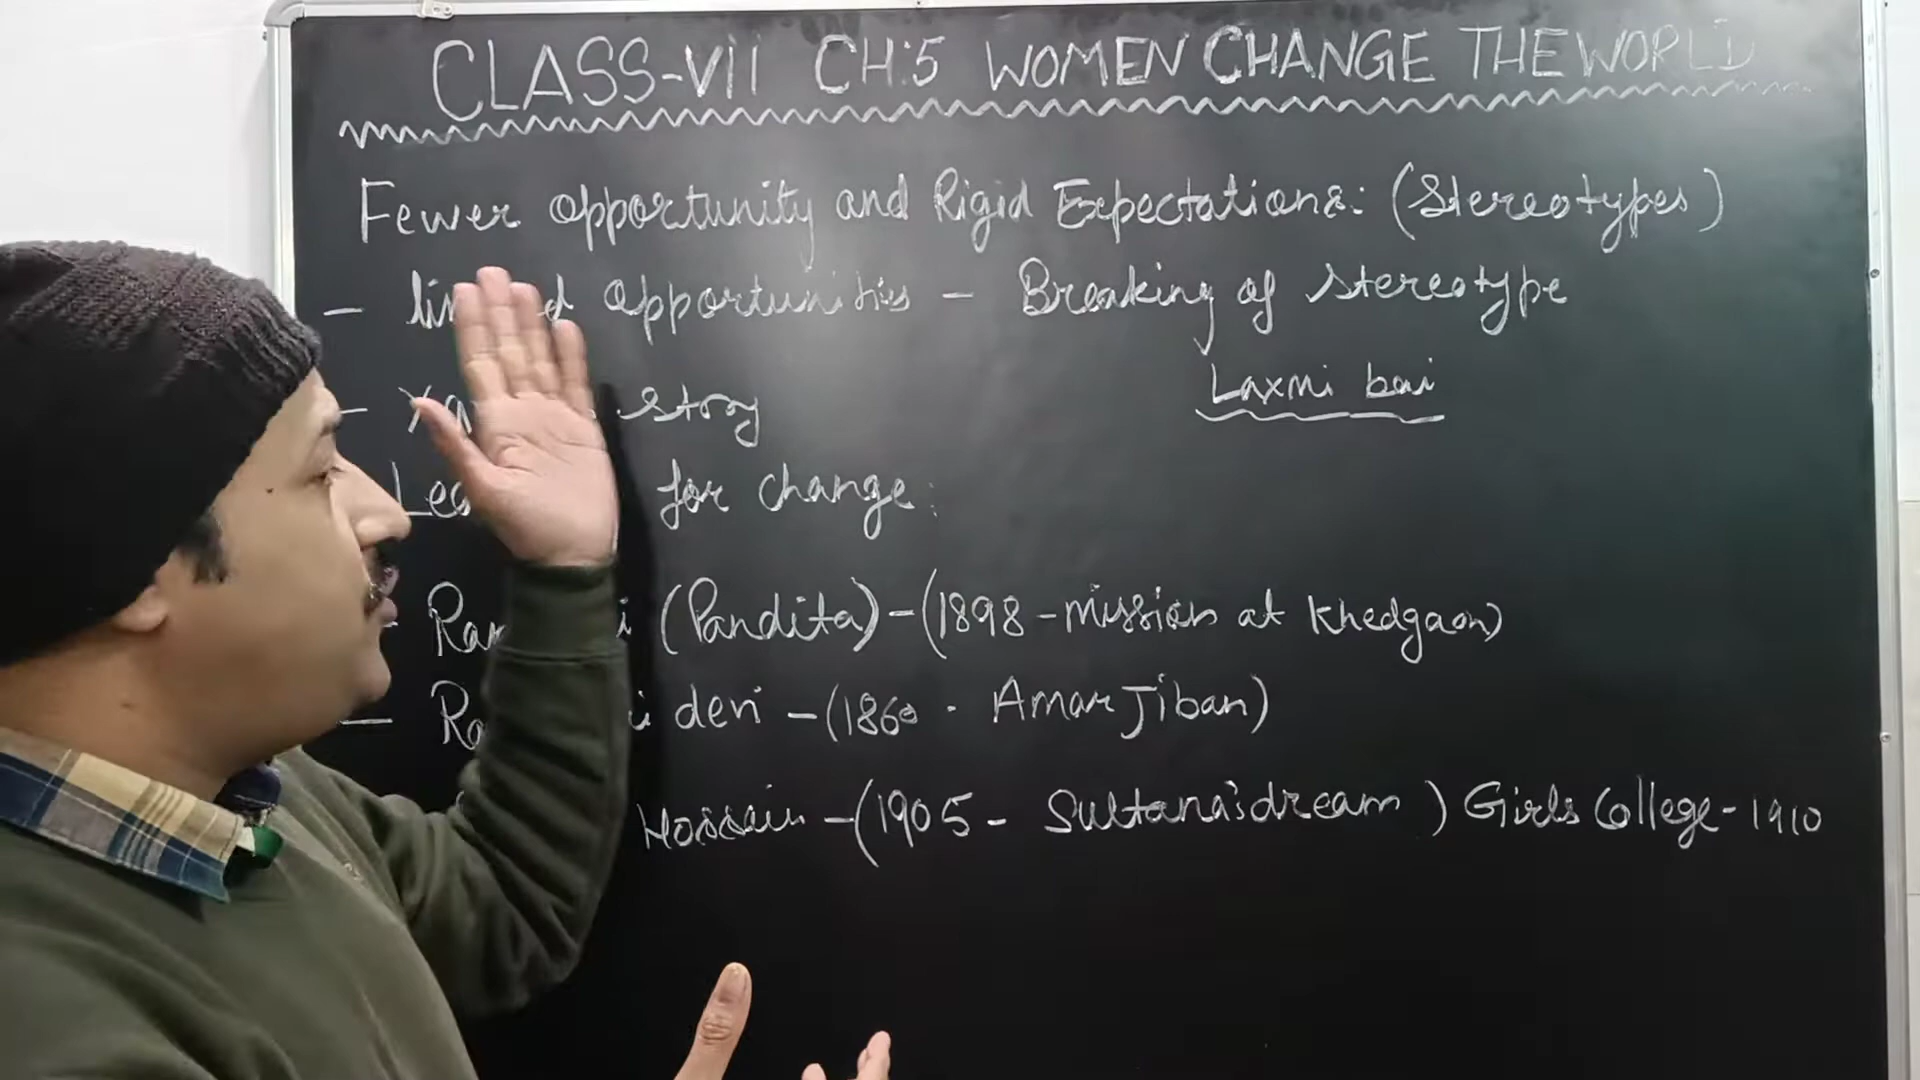 CLASS-VII CH:5 WOMEN CHANGE THE WORLD
Fewer opportunity and Rigid Expectations: (Stereotypes)
- opportunities - Breaking of stereotype
- story Laxmi bai
for change:
(Pandita) - (1898 - mission at Khedgaon)
devi - (1860 - Amar Jiban)
Hossain - (1905 - Sultana's dream) Girls College - 1910